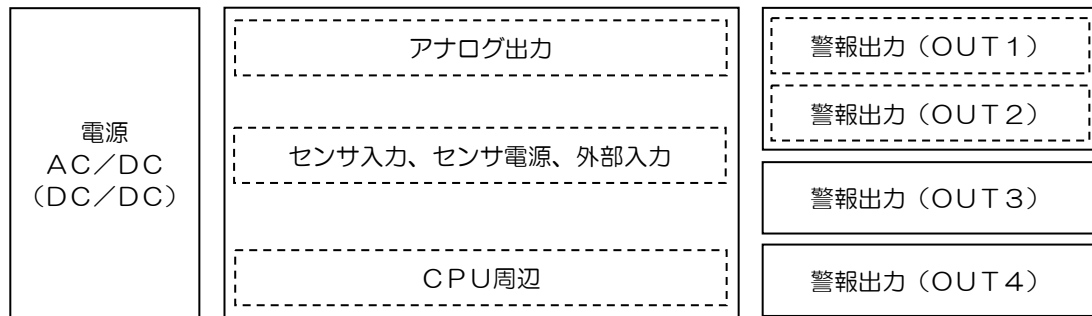 電源
AC／DC
（DC／DC）
アナログ出力
センサ入力、センサ電源、外部入力
CPU周辺
警報出力（OUT1）
警報出力（OUT2）
警報出力（OUT3）
警報出力（OUT4）